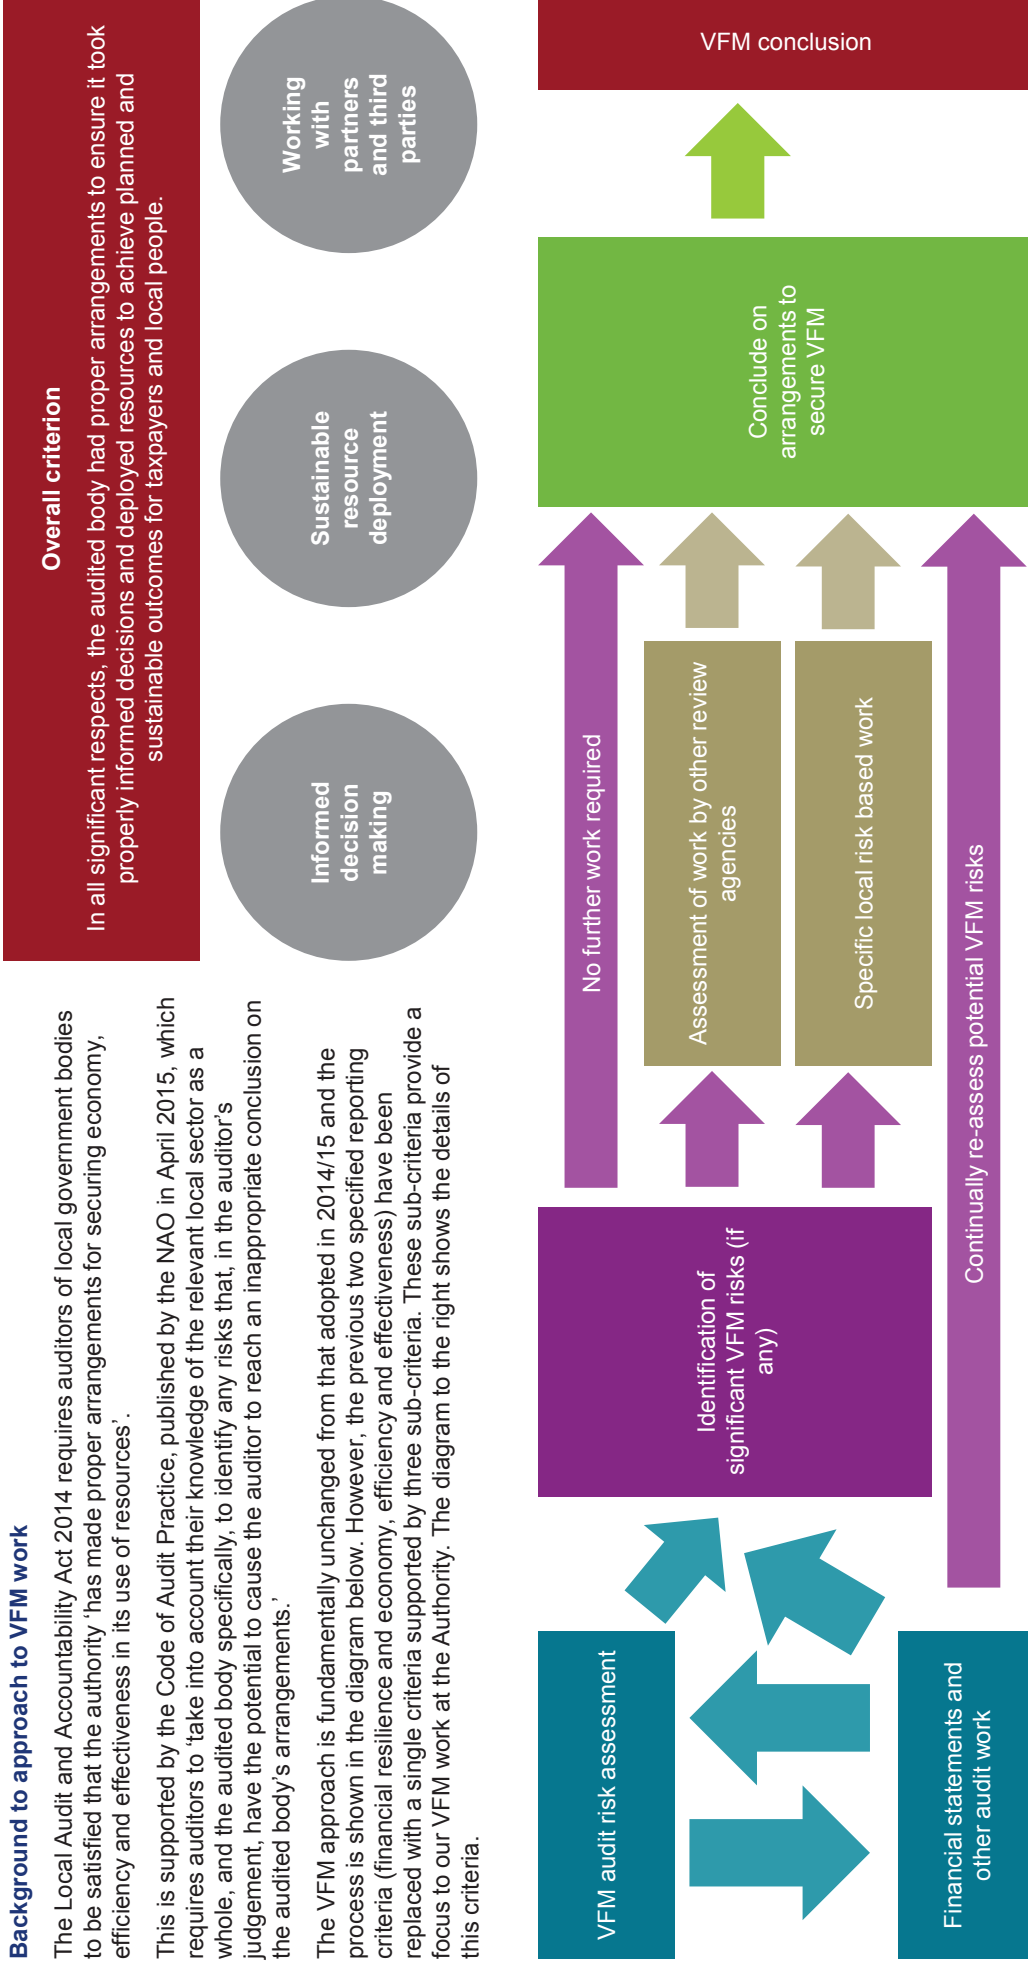 Background to approach to VFM work
The Local Audit and Accountability Act 2014 requires auditors of local government bodies
to be satisfied that the authority ‘has made proper arrangements for securing economy,
efficiency and effectiveness in its use of resources’.
This is supported by the Code of Audit Practice, published by the NAO in April 2015, which
requires auditors to ‘take into account their knowledge of the relevant local sector as a
whole, and the audited body specifically, to identify any risks that, in the auditor’s
judgement, have the potential to cause the auditor to reach an inappropriate conclusion on
the audited body’s arrangements.’
The VFM approach is fundamentally unchanged from that adopted in 2014/15 and the
process is shown in the diagram below. However, the previous two specified reporting
criteria (financial resilience and economy, efficiency and effectiveness) have been
replaced with a single criteria supported by three sub-criteria. These sub-criteria provide a
focus to our VFM work at the Authority. The diagram to the right shows the details of
this criteria.
Overall criterion
In all significant respects, the audited body had proper arrangements to ensure it took
properly informed decisions and deployed resources to achieve planned and
sustainable outcomes for taxpayers and local people.
Informed
decision
making
Sustainable
resource
deployment
Working
with
partners
and third
parties
VFM audit risk assessment
Financial statements and
other audit work
Identification of
significant VFM risks (if
any)
No further work required
Assessment of work by other review
agencies
Specific local risk based work
Continually re-assess potential VFM risks
Conclude on
arrangements to
secure VFM
VFM conclusion